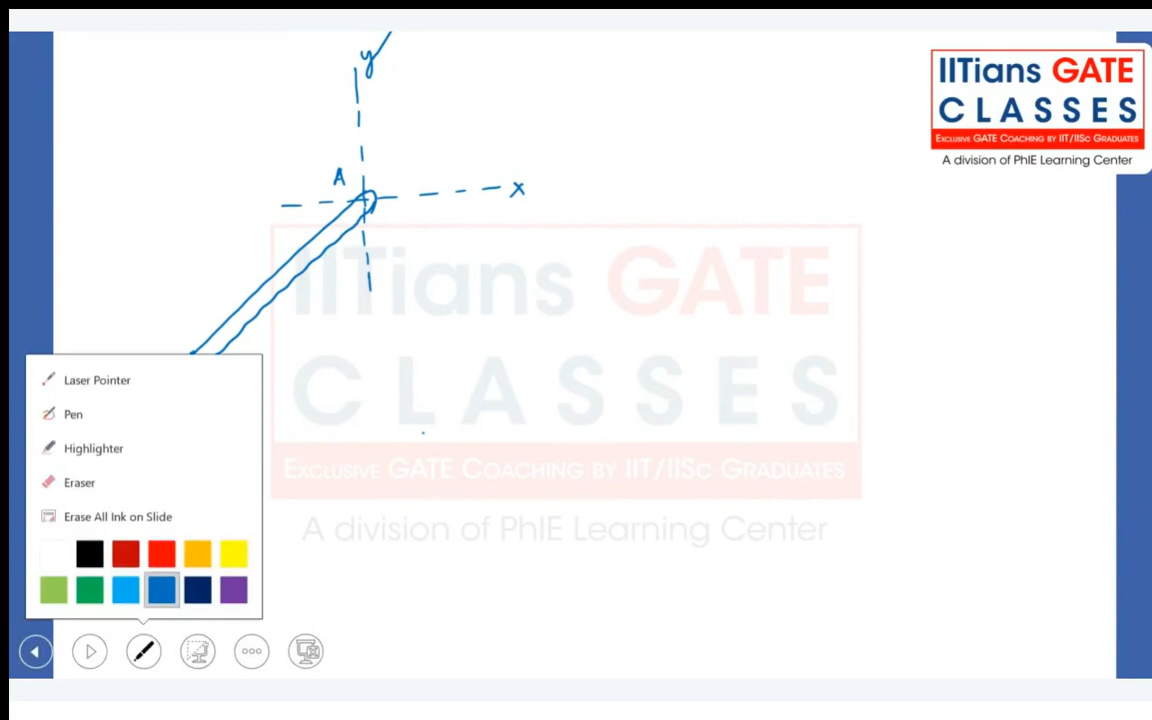 y
IITians GATE
CLASSES
EXCLUSIVE GATE COACHING BY IIT/IISc GRADUATES
A division of PhIE Learning Center
A
x
IITians GATE
CLASSES
EXCLUSIVE GATE COACHING BY IIT/IISc GRADUATES
A division of PhIE Learning Center
Laser Pointer
Pen
Highlighter
Eraser
Erase All Ink on Slide